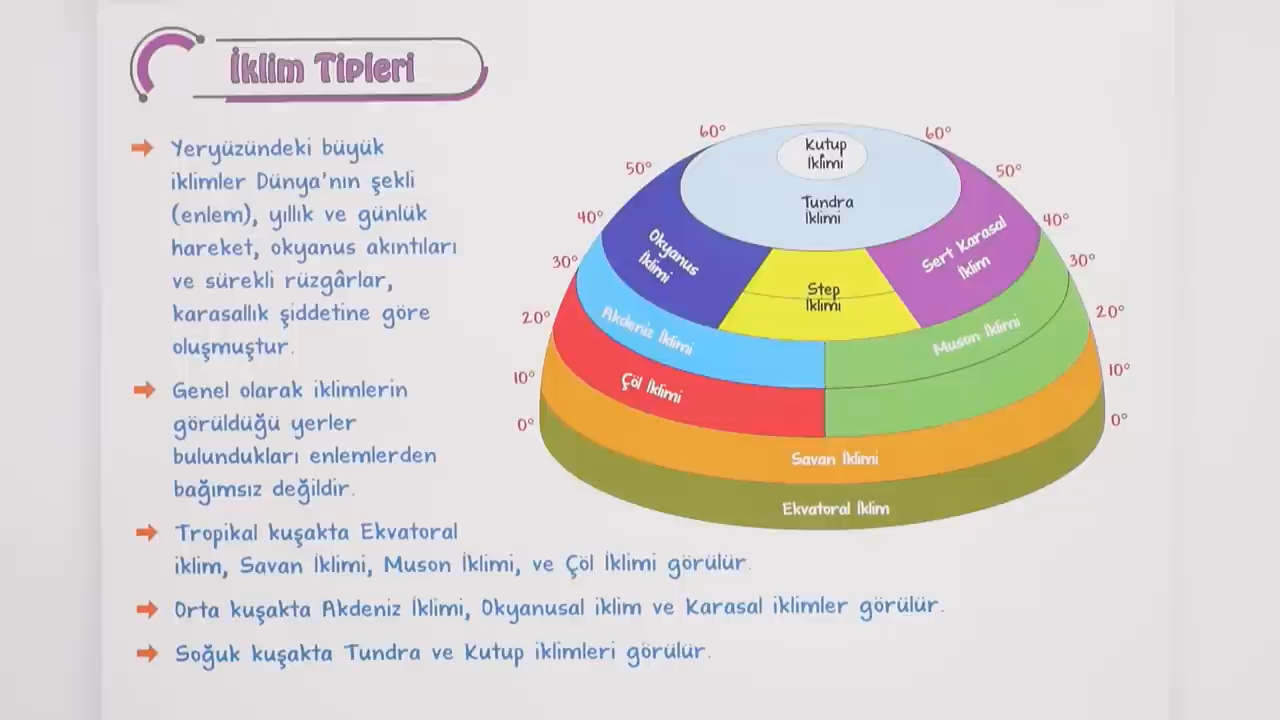 İklim Tipleri
Yeryüzündeki büyük
iklimler Dünya'nın şekli
(enlem), yıllık ve günlük
hareket, okyanus akıntıları
ve sürekli rüzgârlar,
karasallık şiddetine göre
oluşmuştur.
Genel olarak iklimlerin
görüldüğü yerler
bulundukları enlemlerden
bağımsız değildir.
Tropikal kuşakta Ekvatoral
iklim, Savan İklimi, Muson İklimi, ve Çöl İklimi görülür.
Orta kuşakta Akdeniz İklimi, Okyanusal iklim ve Karasal iklimler görülür.
Soğuk kuşakta Tundra ve Kutup iklimleri görülür.
60°
50°
40°
30°
20°
10°
0°
60°
50°
40°
30°
20°
10°
0°
Kutup
İklimi
Tundra
İklimi
Okyanus
İklimi
Step
İklimi
Sert Karasal
İklim
Akdeniz İklimi
Muson İklimi
Çöl İklimi
Savan İklimi
Ekvatoral İklim